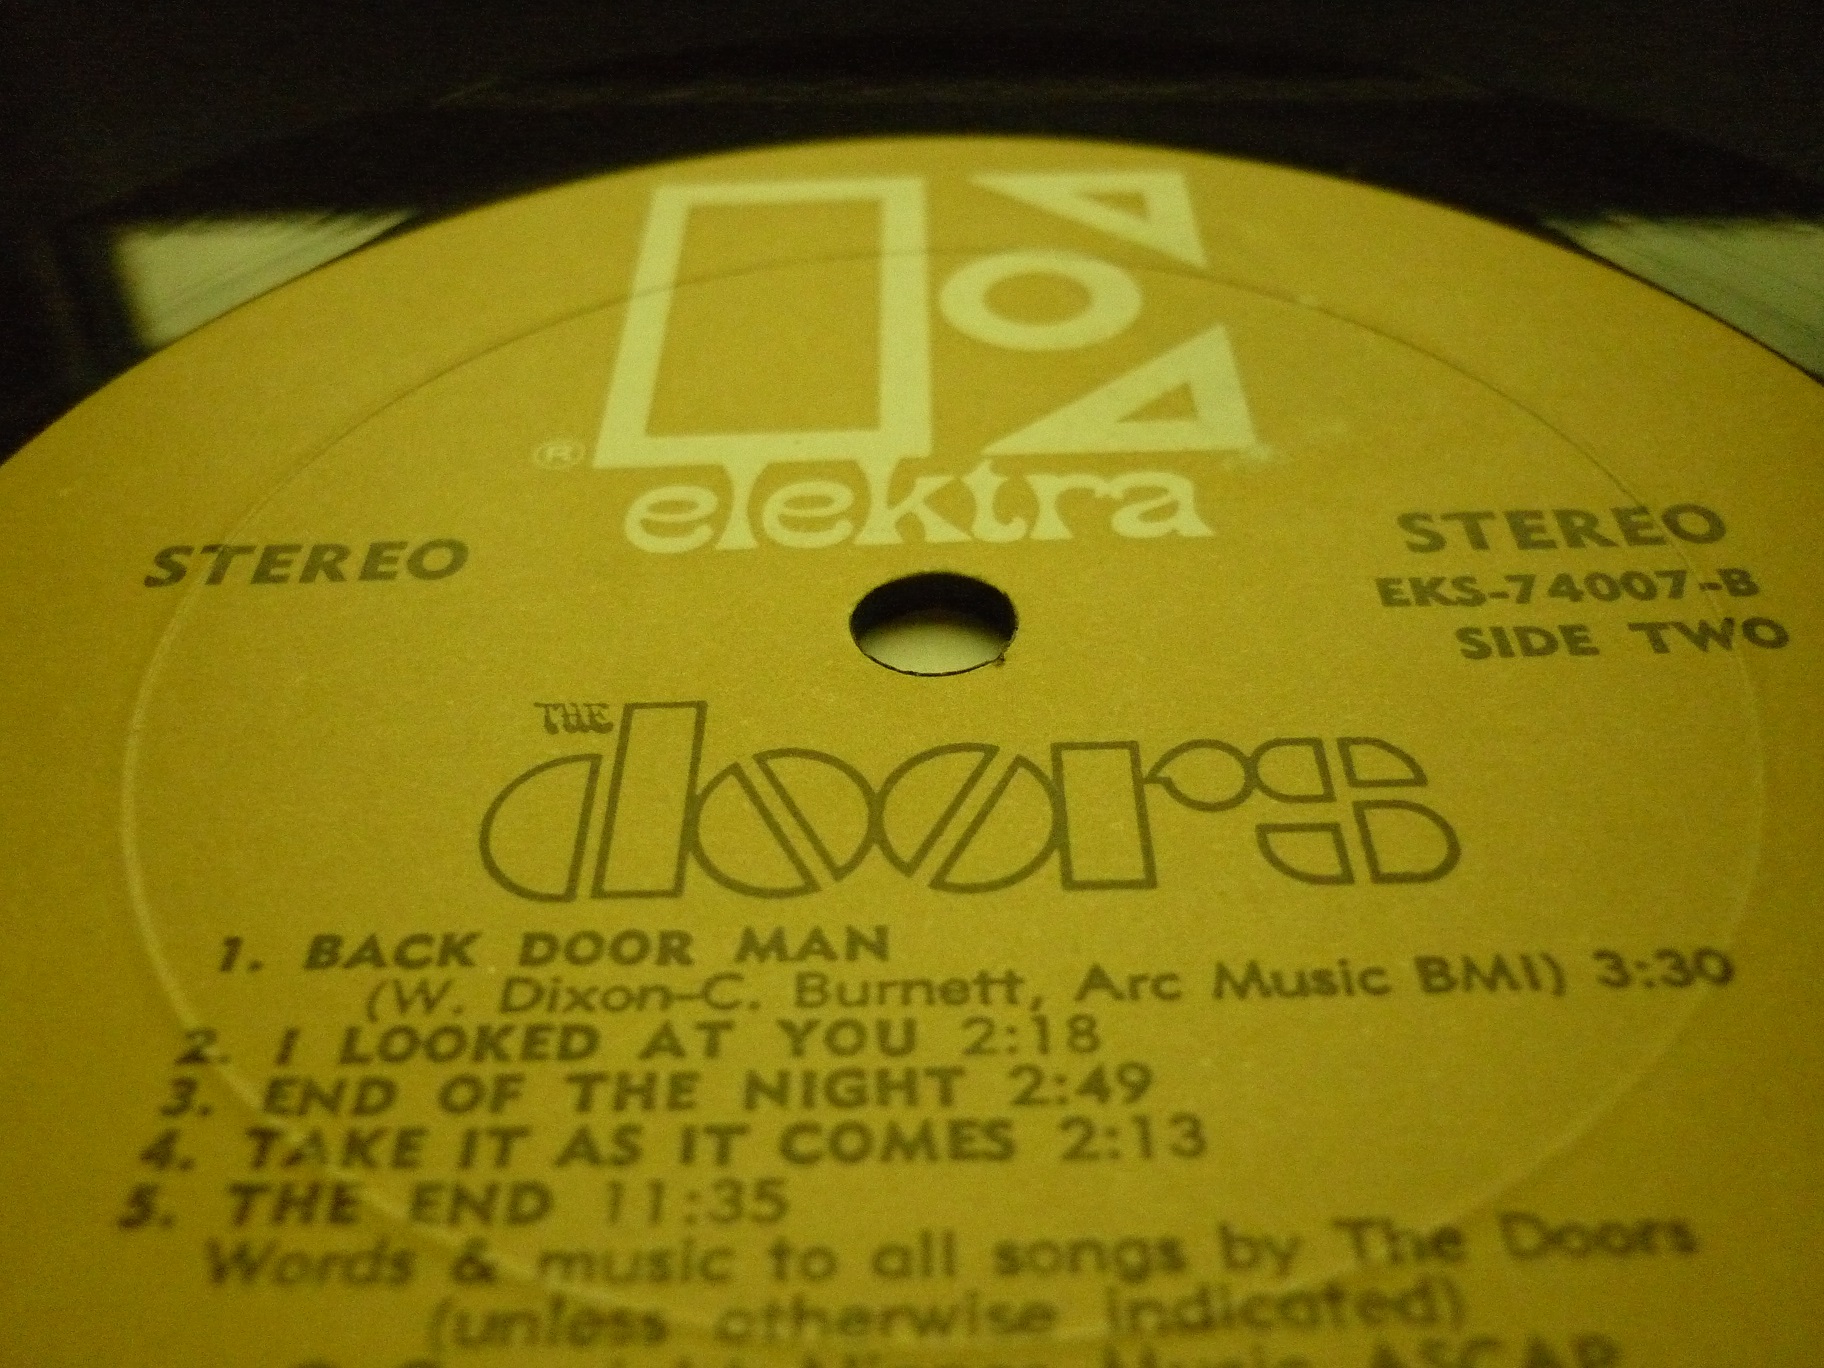 ® elektra
STEREO
STEREO
EKS-74007-B
SIDE TWO
THE
doors
1. BACK DOOR MAN
(W. Dixon-C. Burnett, Arc Music BMI) 3:30
2. I LOOKED AT YOU 2:18
3. END OF THE NIGHT 2:49
4. TAKE IT AS IT COMES 2:13
5. THE END 11:35
Words & music to all songs by The Doors
(unless otherwise indicated)
Music ASCAP